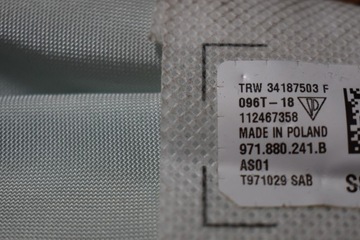 TRW 34187503 F
096T-18
112467358
MADE IN POLAND
971.880.241.B
AS01
T971029 SAB